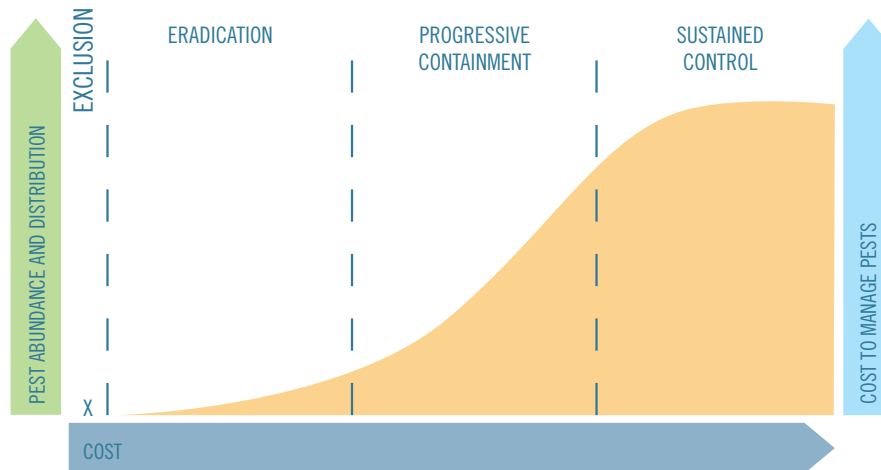 EXCLUSION
ERADICATION
PROGRESSIVE
CONTAINMENT
SUSTAINED
CONTROL
PEST ABUNDANCE AND DISTRIBUTION
COST TO MANAGE PESTS
X
COST